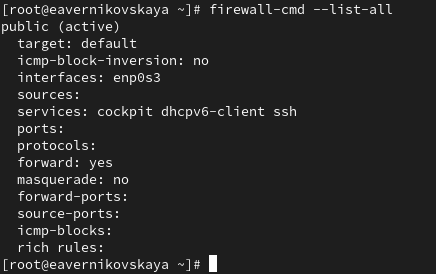 [root@eavernikovskaya ~]# firewall-cmd --list-all
public (active)
  target: default
  icmp-block-inversion: no
  interfaces: enp0s3
  sources:
  services: cockpit dhcpv6-client ssh
  ports:
  protocols:
  forward: yes
  masquerade: no
  forward-ports:
  source-ports:
  icmp-blocks:
  rich rules:
[root@eavernikovskaya ~]#